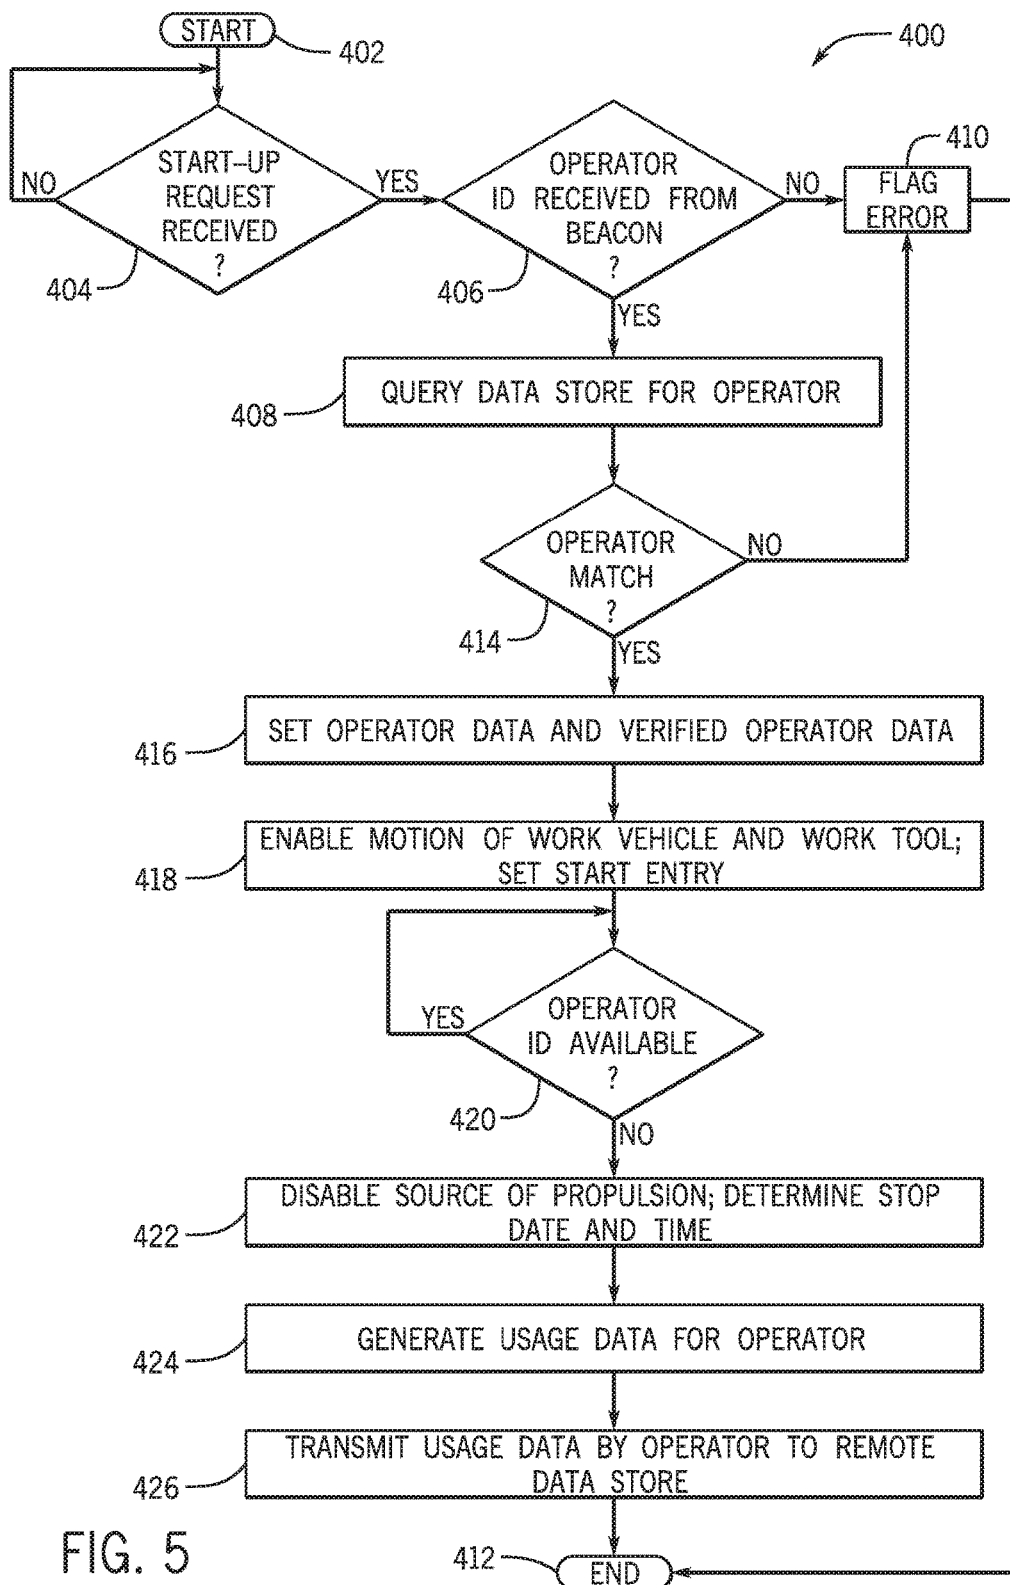 START
402
400
START-UP
REQUEST
RECEIVED
?
NO
YES
404
OPERATOR
ID RECEIVED FROM
BEACON
?
NO
YES
406
410
FLAG
ERROR
QUERY DATA STORE FOR OPERATOR
408
OPERATOR
MATCH
?
NO
YES
414
SET OPERATOR DATA AND VERIFIED OPERATOR DATA
416
ENABLE MOTION OF WORK VEHICLE AND WORK TOOL;
SET START ENTRY
418
OPERATOR
ID AVAILABLE
?
YES
NO
420
DISABLE SOURCE OF PROPULSION; DETERMINE STOP
DATE AND TIME
422
GENERATE USAGE DATA FOR OPERATOR
424
TRANSMIT USAGE DATA BY OPERATOR TO REMOTE
DATA STORE
426
FIG. 5
412
END